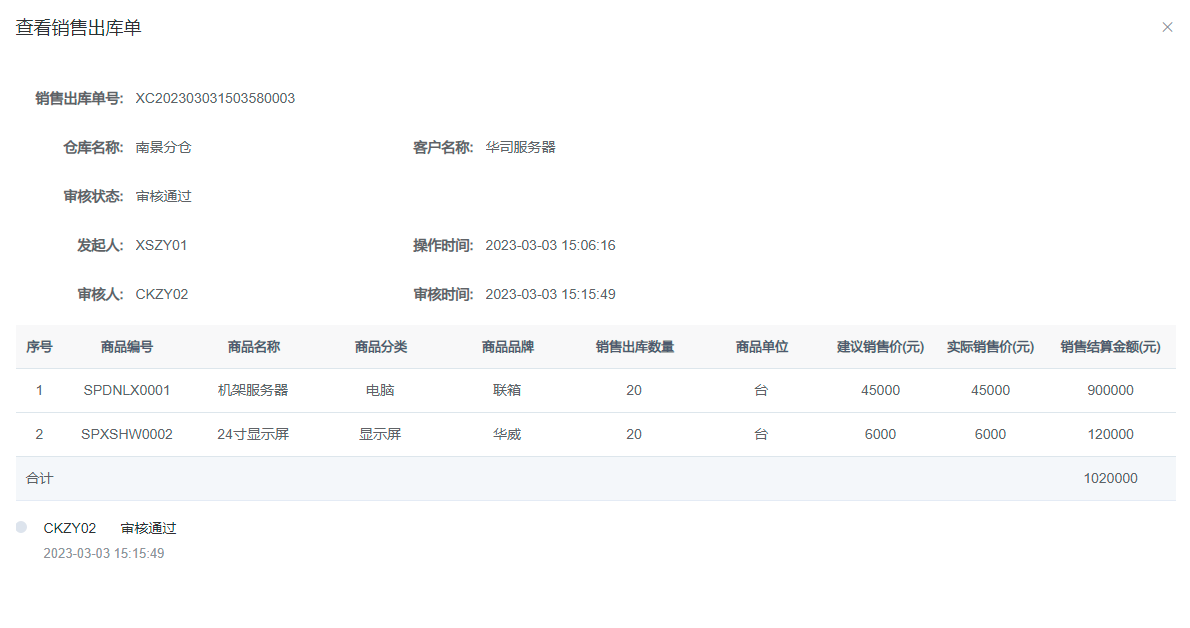 查看销售出库单
销售出库单号: XC202303031503580003
仓库名称: 南景分仓 客户名称: 华司服务器
审核状态: 审核通过
发起人: XSZY01 操作时间: 2023-03-03 15:06:16
审核人: CKZY02 审核时间: 2023-03-03 15:15:49
序号 商品编号 商品名称 商品分类 商品品牌 销售出库数量 商品单位 建议销售价(元) 实际销售价(元) 销售结算金额(元)
1 SPDNLX0001 机架服务器 电脑 联箱 20 台 45000 45000 900000
2 SPXSHW0002 24寸显示屏 显示屏 华威 20 台 6000 6000 120000
合计 1020000
CKZY02 审核通过
2023-03-03 15:15:49